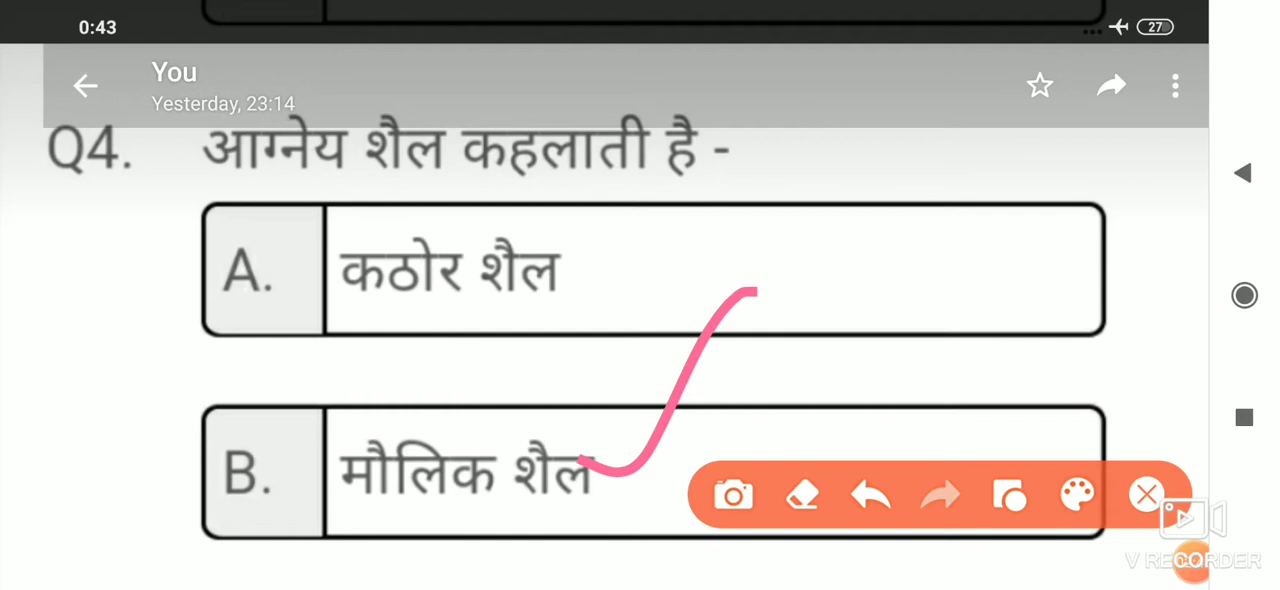 0:43
27
You
Yesterday, 23:14
Q4. आग्नेय शैल कहलाती है -
A. कठोर शैल
B. मौलिक शैल
V RECORDER